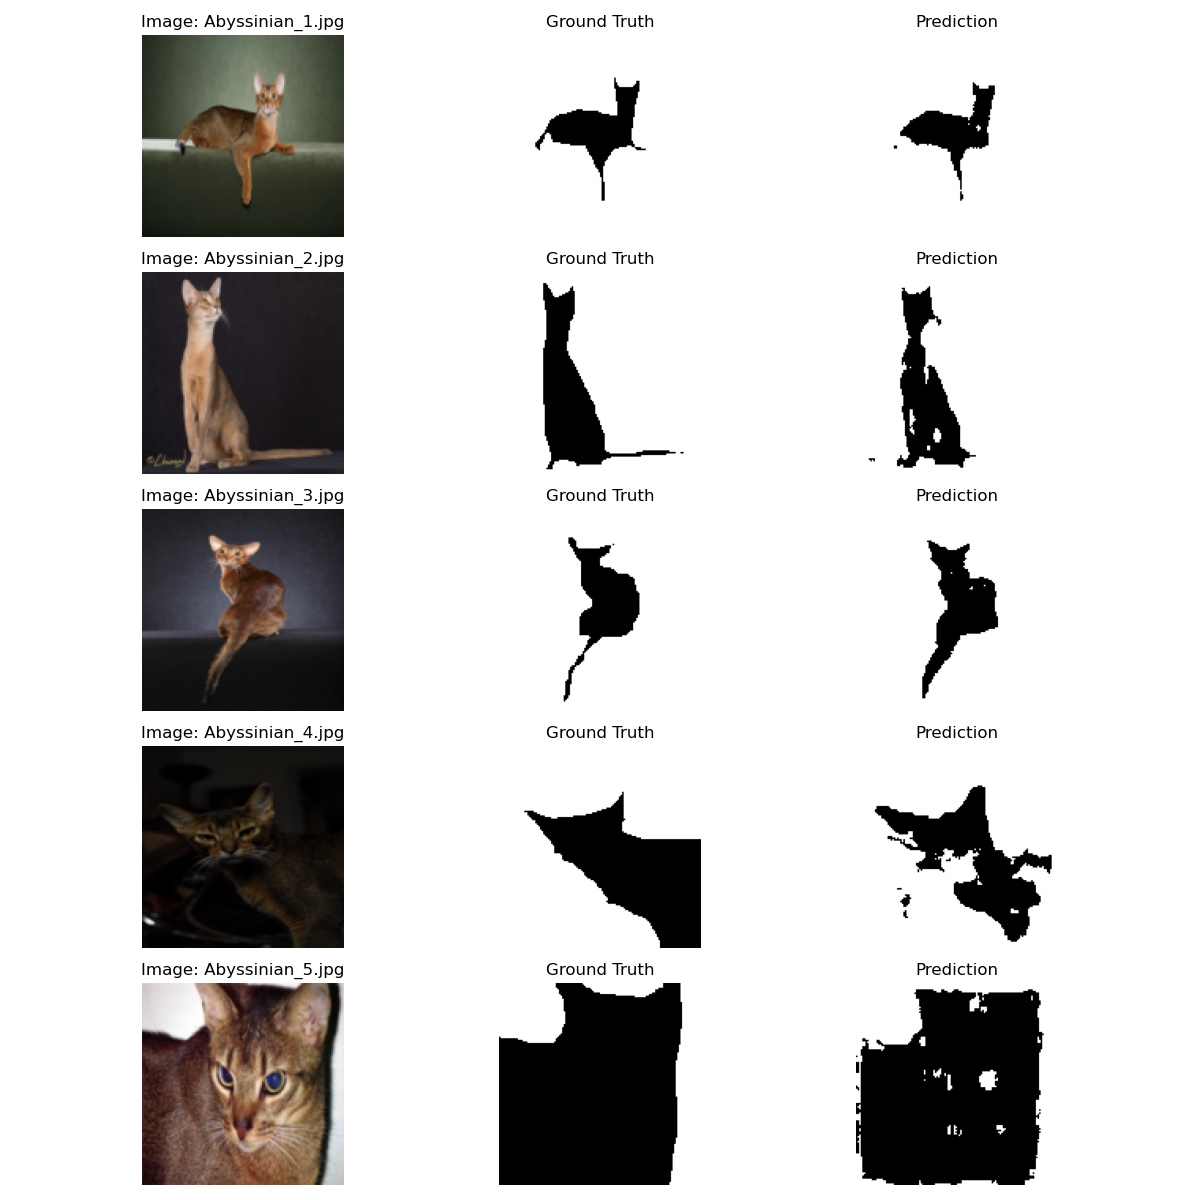 Image: Abyssinian_1.jpg Ground Truth Prediction
Image: Abyssinian_2.jpg Ground Truth Prediction
Image: Abyssinian_3.jpg Ground Truth Prediction
Image: Abyssinian_4.jpg Ground Truth Prediction
Image: Abyssinian_5.jpg Ground Truth Prediction